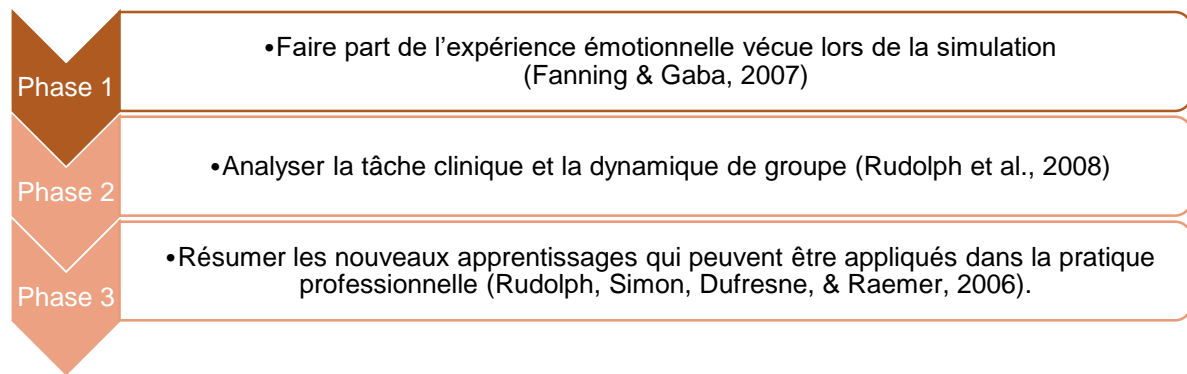 Phase 1
•Faire part de l’expérience émotionnelle vécue lors de la simulation
(Fanning & Gaba, 2007)
Phase 2
•Analyser la tâche clinique et la dynamique de groupe (Rudolph et al., 2008)
Phase 3
•Résumer les nouveaux apprentissages qui peuvent être appliqués dans la pratique
professionnelle (Rudolph, Simon, Dufresne, & Raemer, 2006).